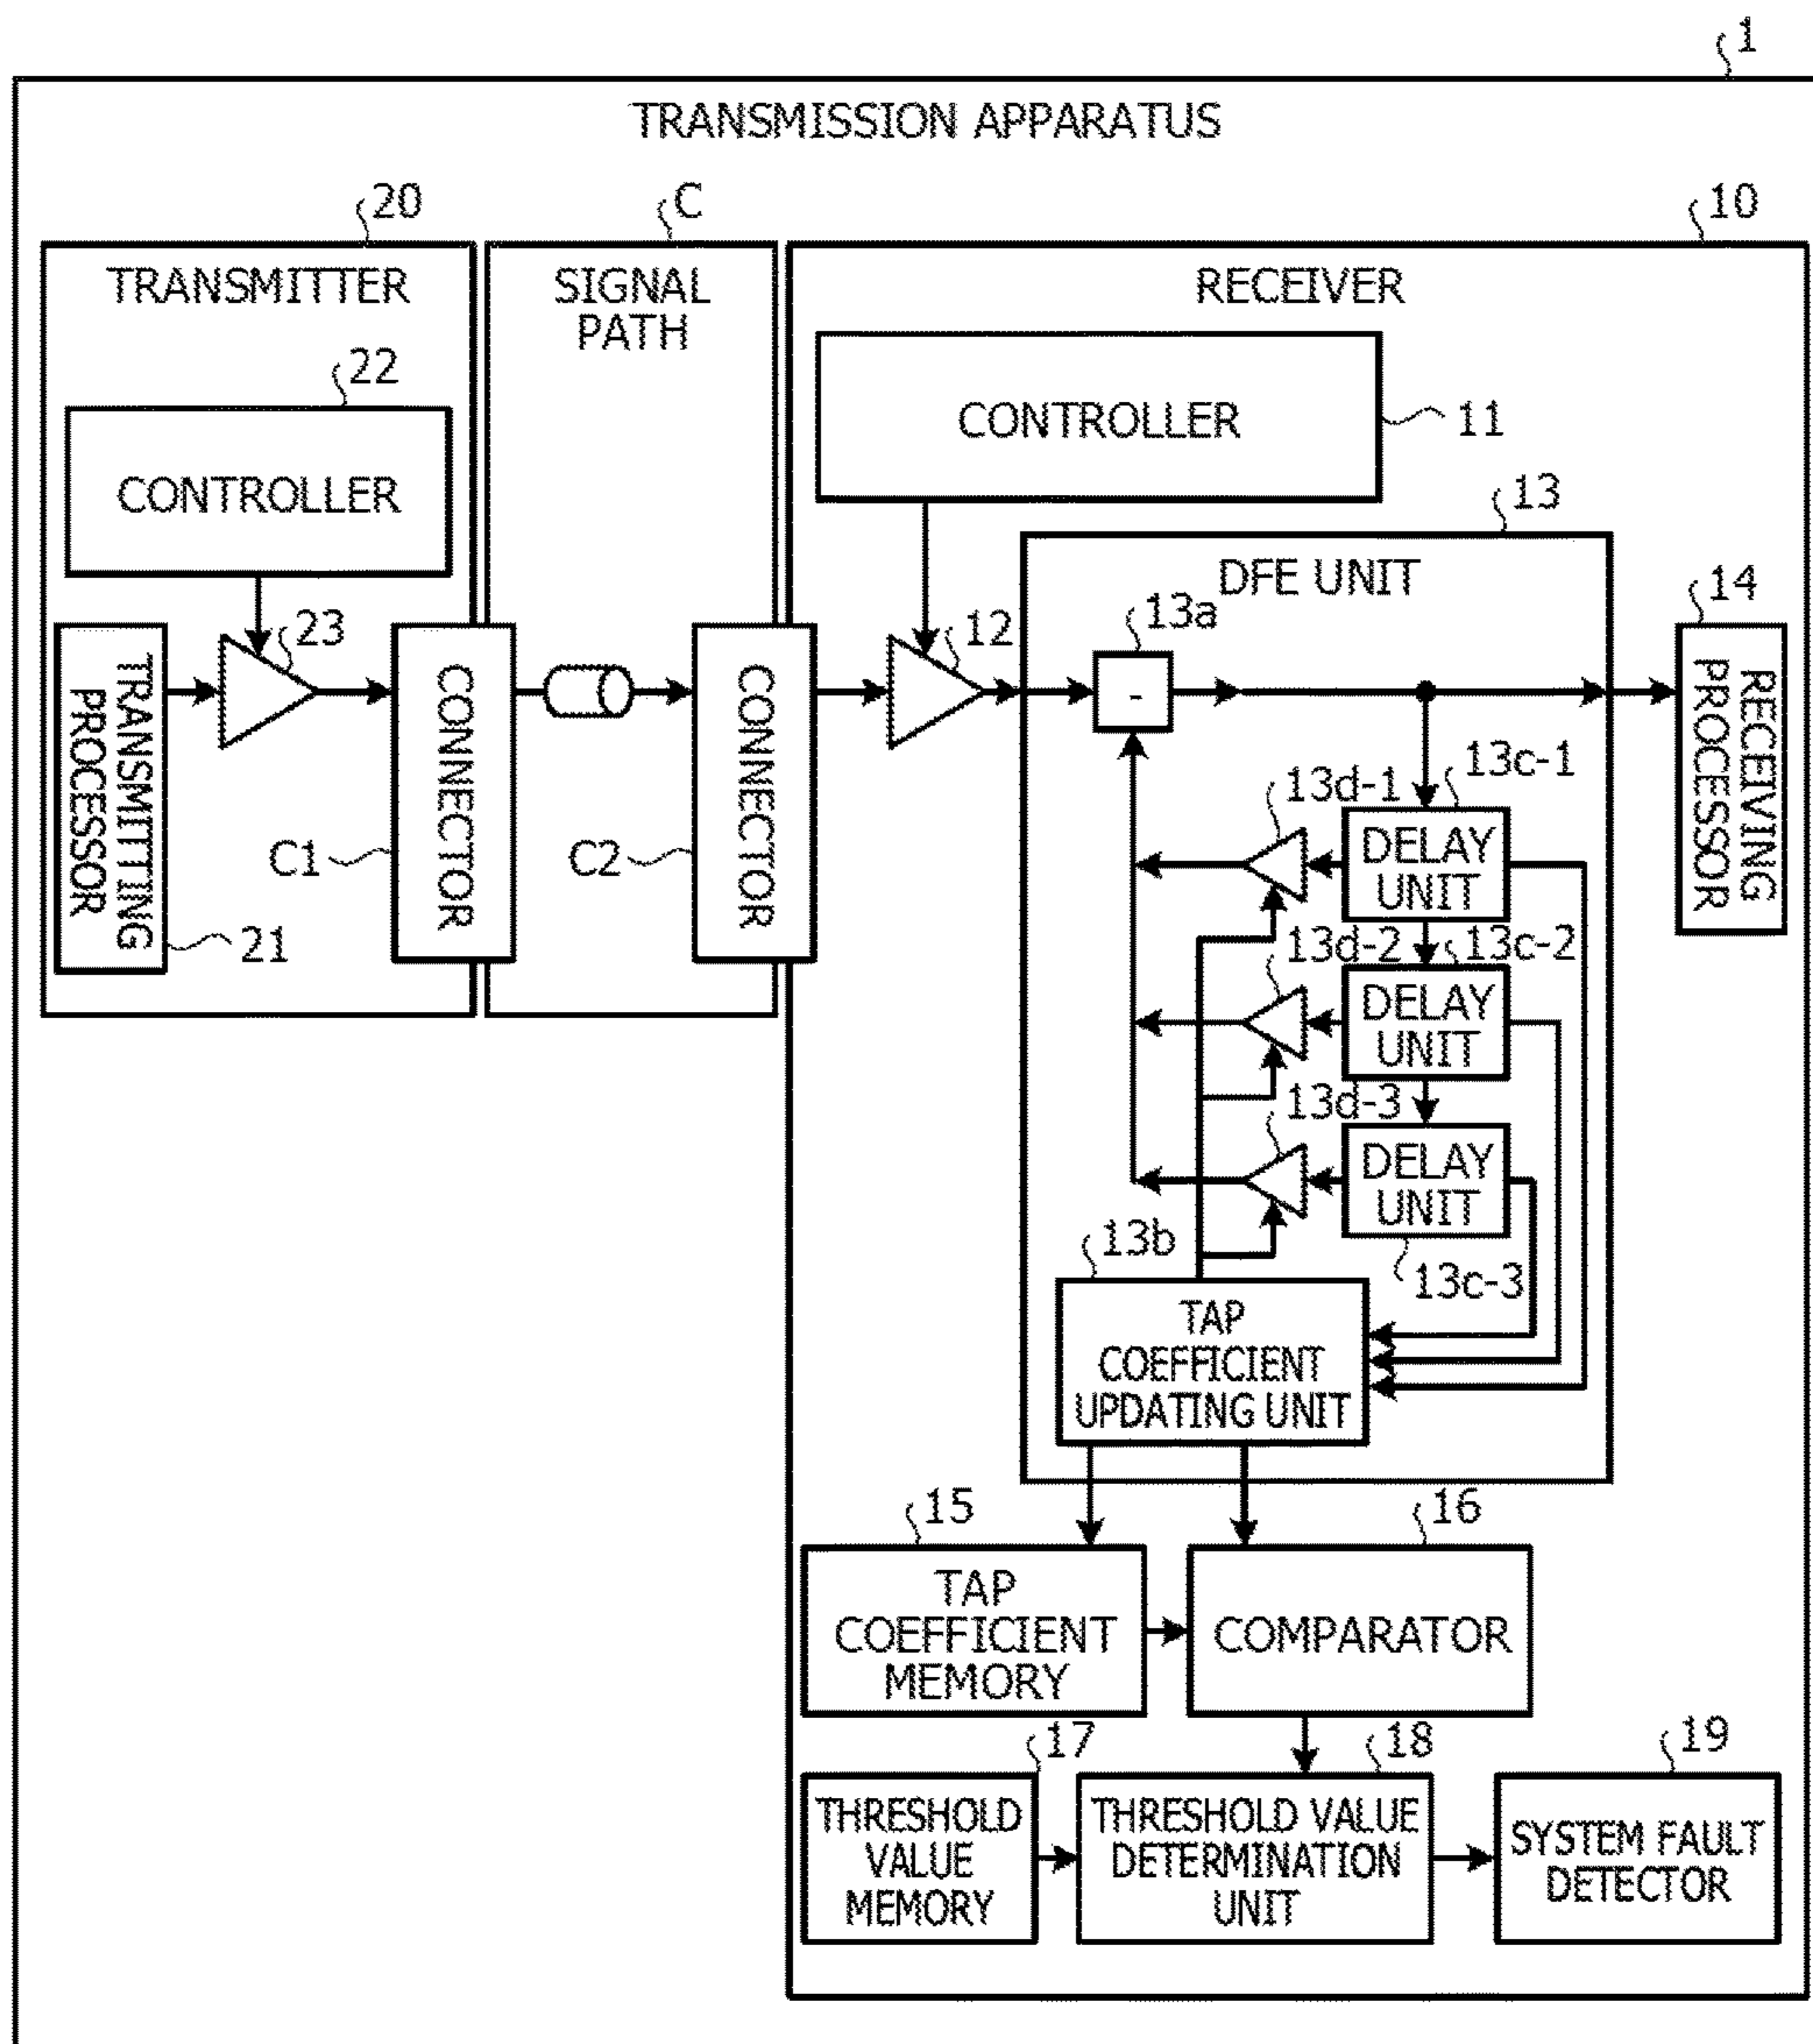 1
TRANSMISSION APPARATUS
20
C
10
TRANSMITTER
SIGNAL
PATH
RECEIVER
22
CONTROLLER
CONTROLLER
11
13
DFE UNIT
23
12
13a
14
TRANSMITTING
PROCESSOR
21
CONNECTOR
C1
CONNECTOR
C2
-
RECEIVING
PROCESSOR
13d-1
13c-1
DELAY
UNIT
13d-2
13c-2
DELAY
UNIT
13d-3
DELAY
UNIT
13c-3
13b
TAP
COEFFICIENT
UPDATING UNIT
15
16
TAP
COEFFICIENT
MEMORY
COMPARATOR
17
18
19
THRESHOLD
VALUE
MEMORY
THRESHOLD VALUE
DETERMINATION
UNIT
SYSTEM FAULT
DETECTOR